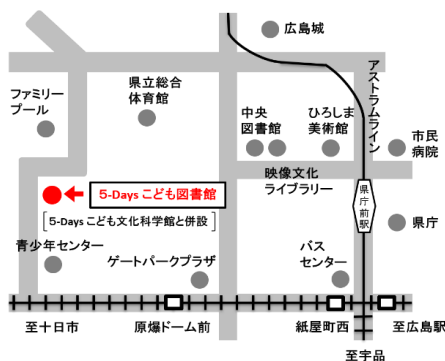 広島城
アストラムライン
ファミリー
プール
県立総合
体育館
中央
図書館
ひろしま
美術館
市民
病院
映像文化
ライブラリー
県庁前駅
5-Days こども図書館
5-Days こども文化科学館と併設
県庁
青少年センター
ゲートパークプラザ
バス
センター
至十日市
原爆ドーム前
紙屋町西
至広島駅
至宇品